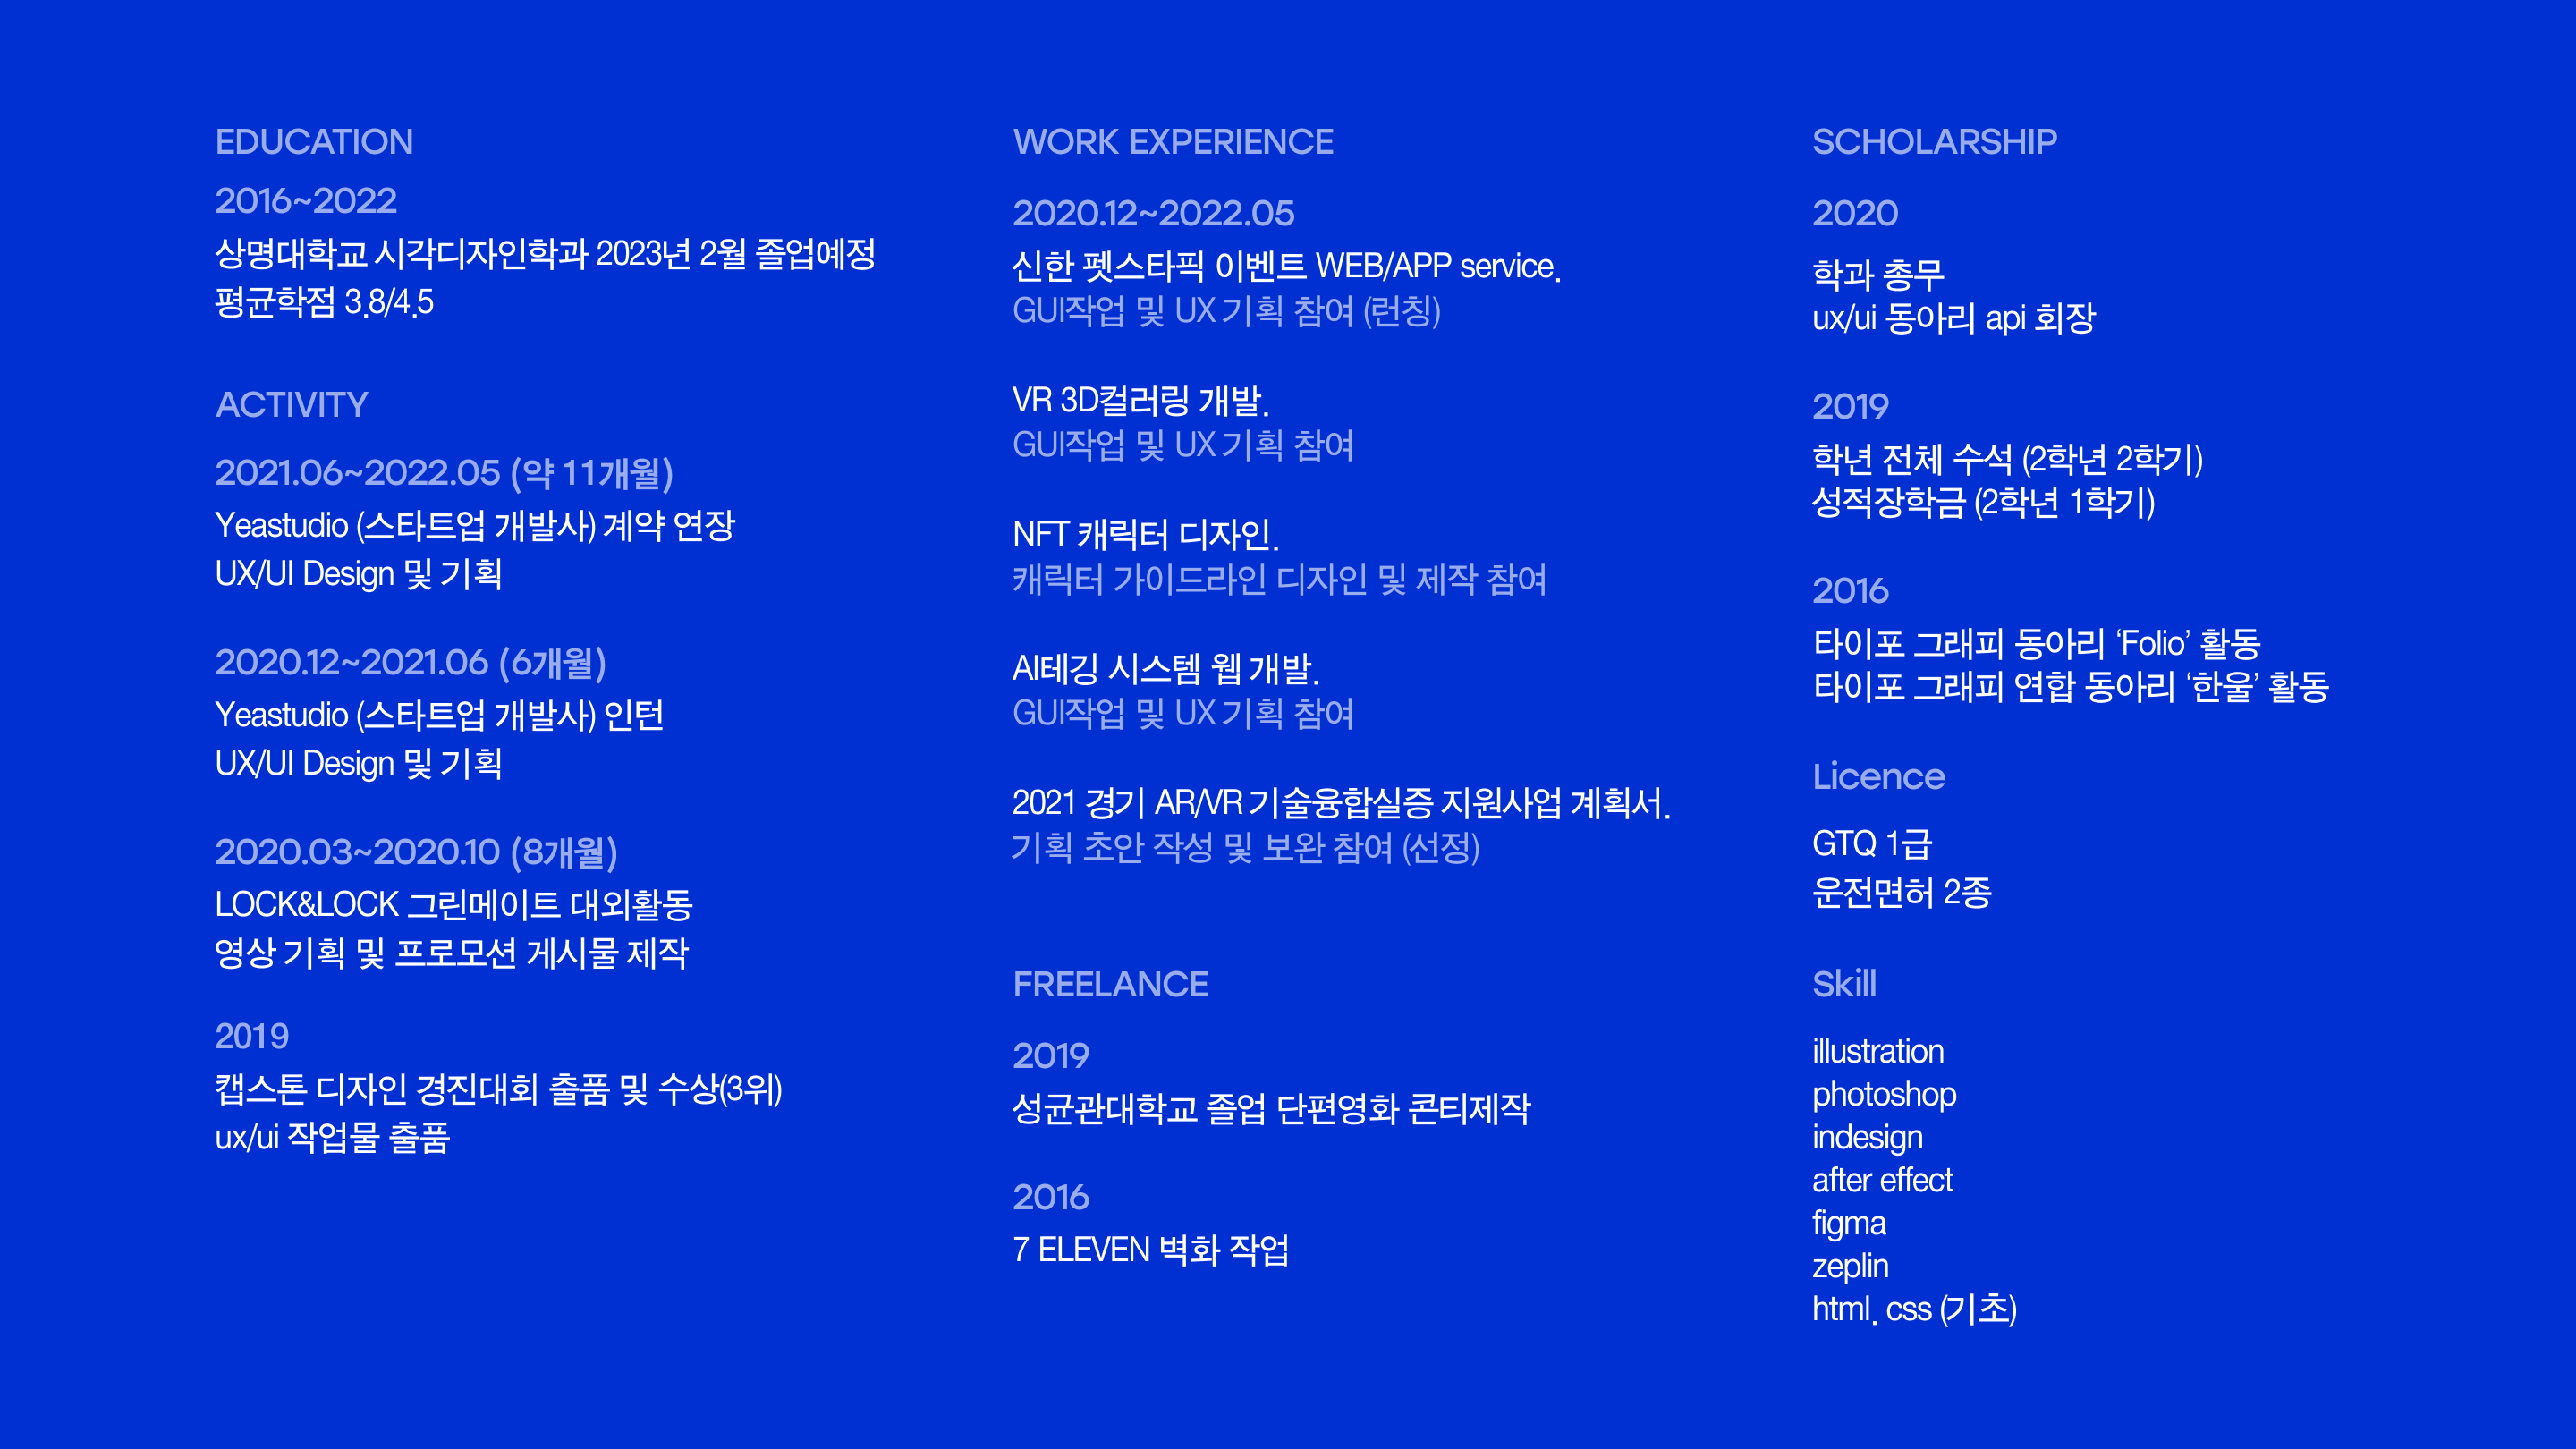 EDUCATION
2016~2022
상명대학교 시각디자인학과 2023년 2월 졸업예정
평균학점 3.8/4.5
ACTIVITY
2021.06~2022.05 (약 11개월)
Yeastudio (스타트업 개발사) 계약 연장
UX/UI Design 및 기획
2020.12~2021.06 (6개월)
Yeastudio (스타트업 개발사) 인턴
UX/UI Design 및 기획
2020.03~2020.10 (8개월)
LOCK&LOCK 그린메이트 대외활동
영상 기획 및 프로모션 게시물 제작
2019
캡스톤 디자인 경진대회 출품 및 수상(3위)
ux/ui 작업물 출품
WORK EXPERIENCE
2020.12~2022.05
신한 펫스타픽 이벤트 WEB/APP service.
GUI작업 및 UX 기획 참여 (런칭)
VR 3D컬러링 개발.
GUI작업 및 UX 기획 참여
NFT 캐릭터 디자인.
캐릭터 가이드라인 디자인 및 제작 참여
AI테깅 시스템 웹 개발.
GUI작업 및 UX 기획 참여
2021 경기 AR/VR 기술융합실증 지원사업 계획서.
기획 초안 작성 및 보완 참여 (선정)
FREELANCE
2019
성균관대학교 졸업 단편영화 콘티제작
2016
7 ELEVEN 벽화 작업
SCHOLARSHIP
2020
학과 총무
ux/ui 동아리 api 회장
2019
학년 전체 수석 (2학년 2학기)
성적장학금 (2학년 1학기)
2016
타이포 그래피 동아리 ‘Folio’ 활동
타이포 그래피 연합 동아리 ‘한울’ 활동
Licence
GTQ 1급
운전면허 2종
Skill
illustration
photoshop
indesign
after effect
figma
zeplin
html. css (기초)